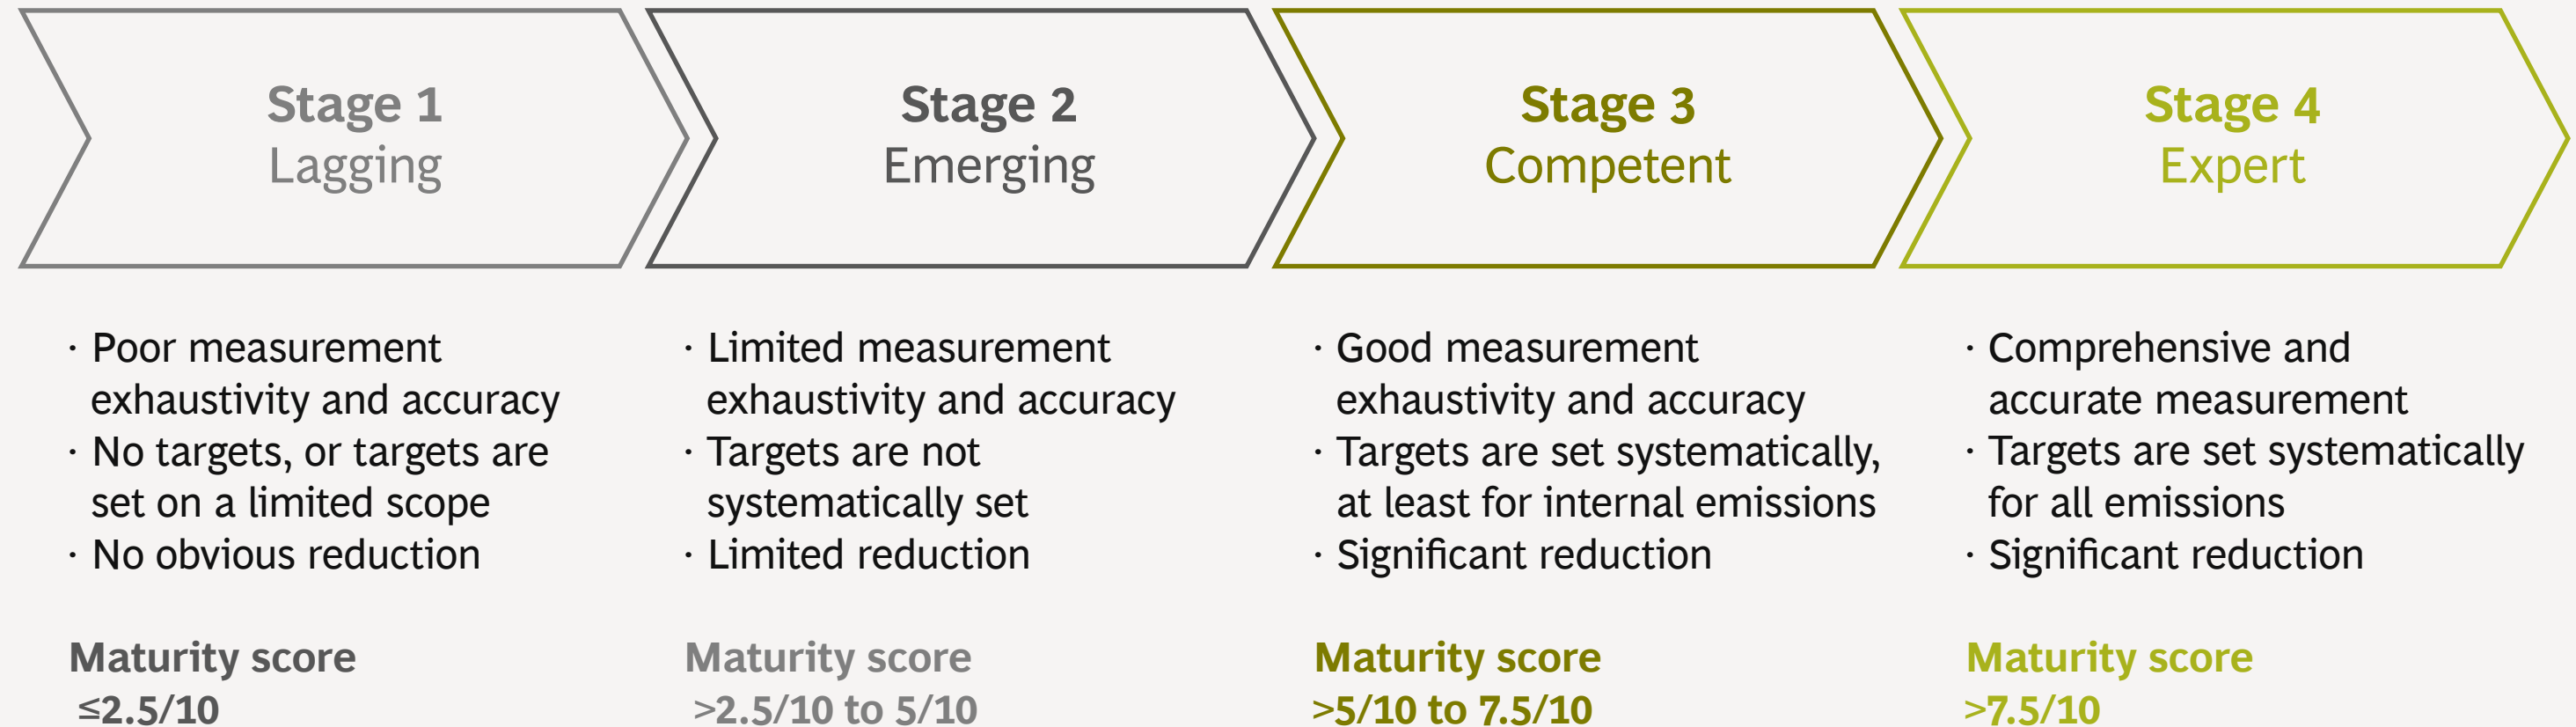 Stage 1
Lagging
Stage 2
Emerging
Stage 3
Competent
Stage 4
Expert
· Poor measurement
exhaustivity and accuracy
· No targets, or targets are
set on a limited scope
· No obvious reduction
Maturity score
≤2.5/10
· Limited measurement
exhaustivity and accuracy
· Targets are not
systematically set
· Limited reduction
Maturity score
>2.5/10 to 5/10
· Good measurement
exhaustivity and accuracy
· Targets are set systematically,
at least for internal emissions
· Significant reduction
Maturity score
>5/10 to 7.5/10
· Comprehensive and
accurate measurement
· Targets are set systematically
for all emissions
· Significant reduction
Maturity score
>7.5/10